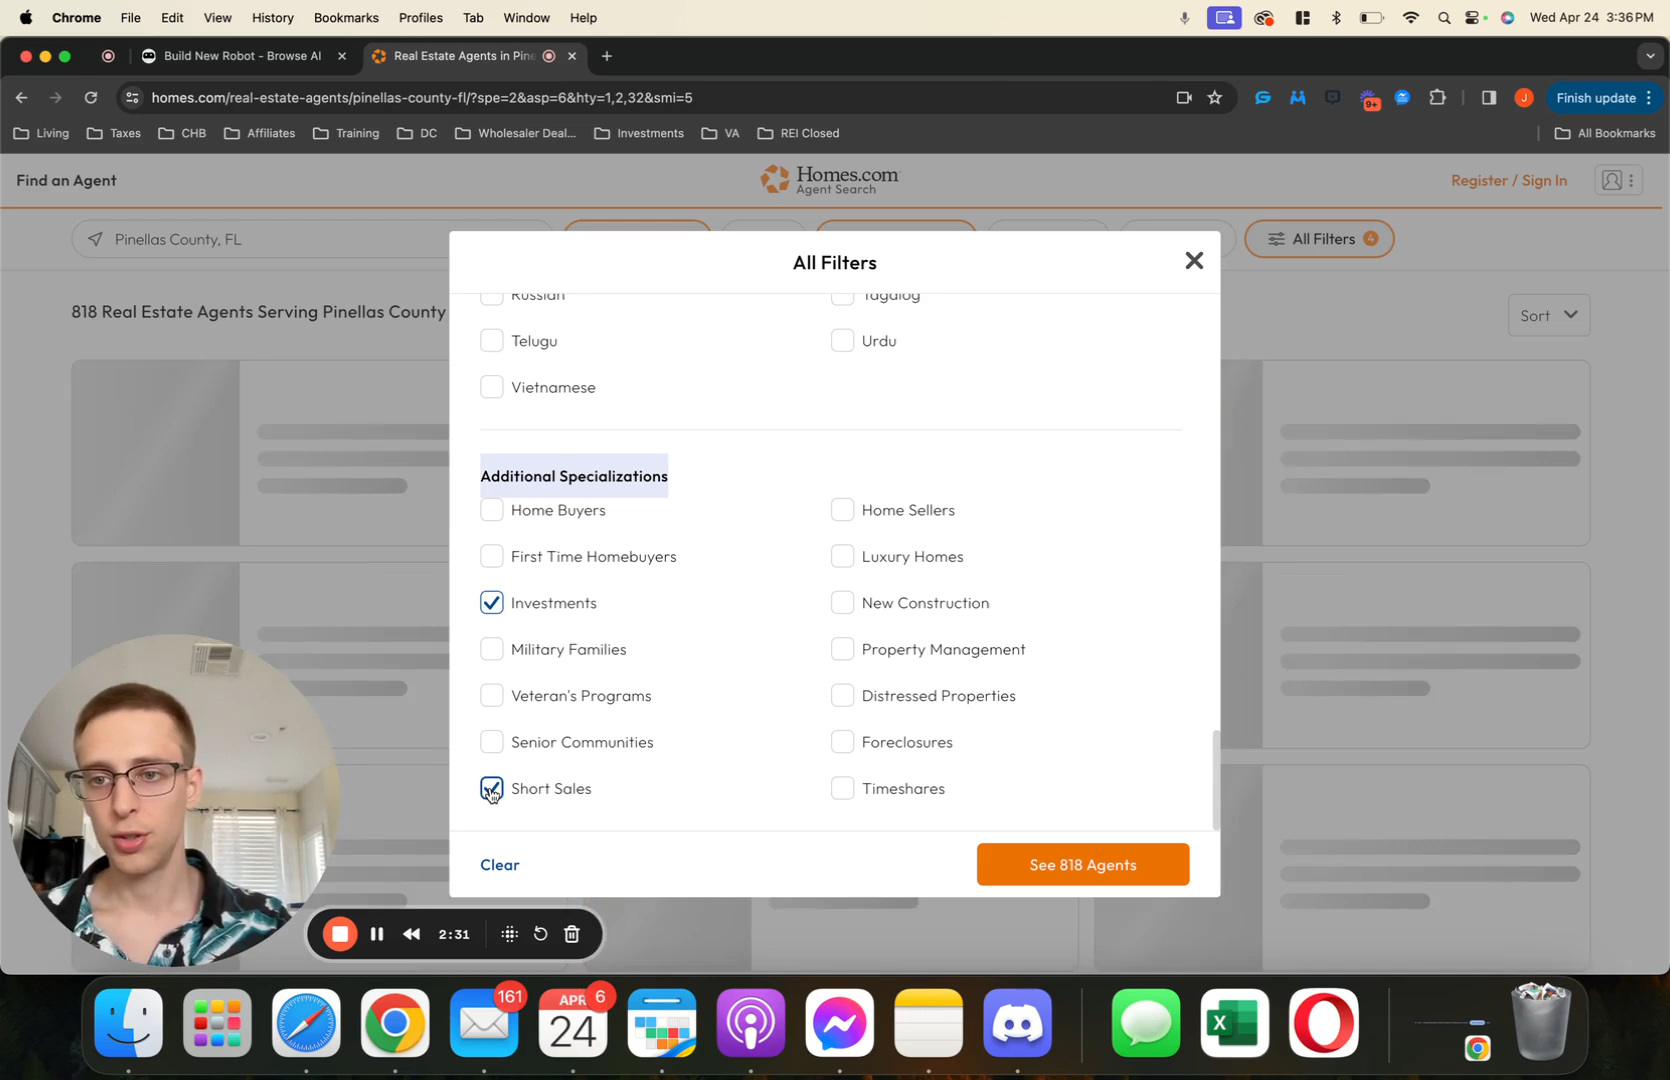 Chrome File Edit View History Bookmarks Profiles Tab Window Help Wed Apr 24 3:36 PM
Build New Robot - Browse AI Real Estate Agents in Pine
homes.com/real-estate-agents/pinellas-county-fl/?spe=2&asp=6&hty=1,2,32&smi=5 9+ J Finish update
Living Taxes CHB Affiliates Training DC Wholesaler Deal... Investments VA REI Closed All Bookmarks
Find an Agent Homes.com Register / Sign In
Agent Search
Pinellas County, FL All Filters 4
All Filters
818 Real Estate Agents Serving Pinellas County Sort
Russian Tagalog
Telugu Urdu
Vietnamese
Additional Specializations
Home Buyers Home Sellers
First Time Homebuyers Luxury Homes
Investments New Construction
Military Families Property Management
Veteran's Programs Distressed Properties
Senior Communities Foreclosures
Short Sales Timeshares
Clear See 818 Agents
2:31
161 APR 6
24 X